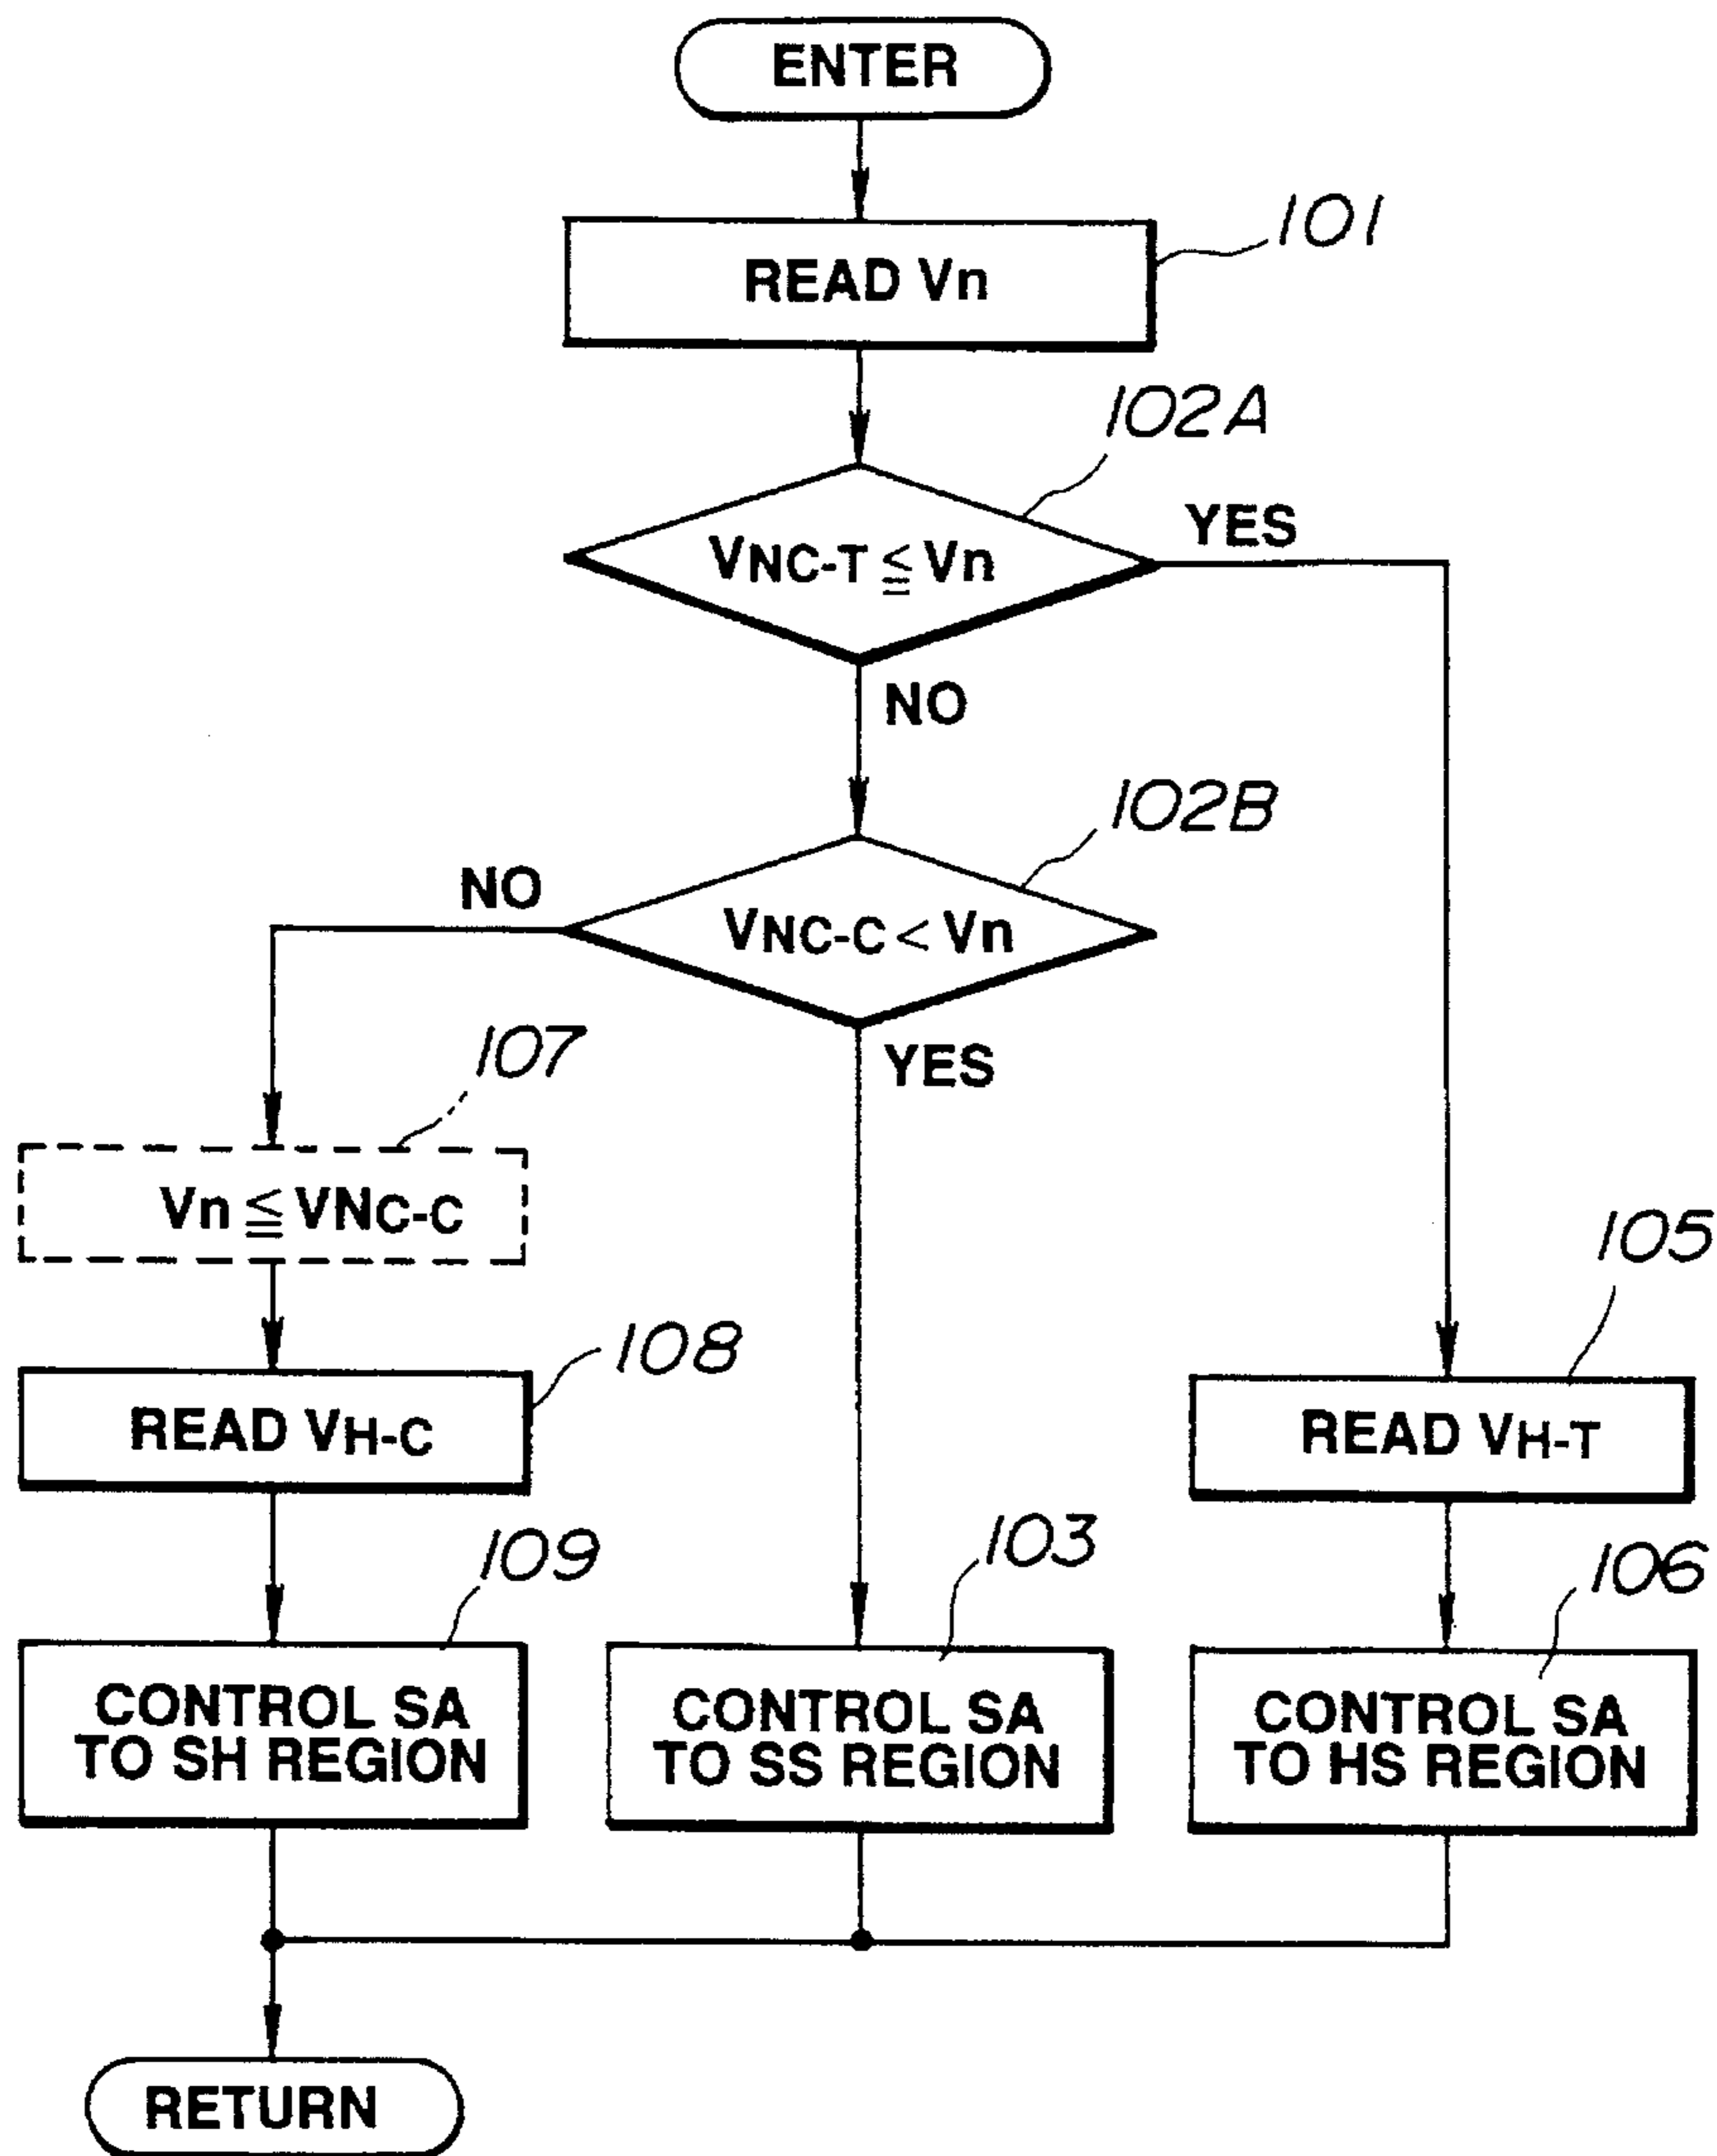 ENTER
101
READ Vn
102A
VNC-T ≦ Vn
YES
NO
102B
NO
VNC-C < Vn
YES
107
Vn ≦ VNC-C
105
108
READ VH-C
READ VH-T
109
103
106
CONTROL SA
TO SH REGION
CONTROL SA
TO SS REGION
CONTROL SA
TO HS REGION
RETURN